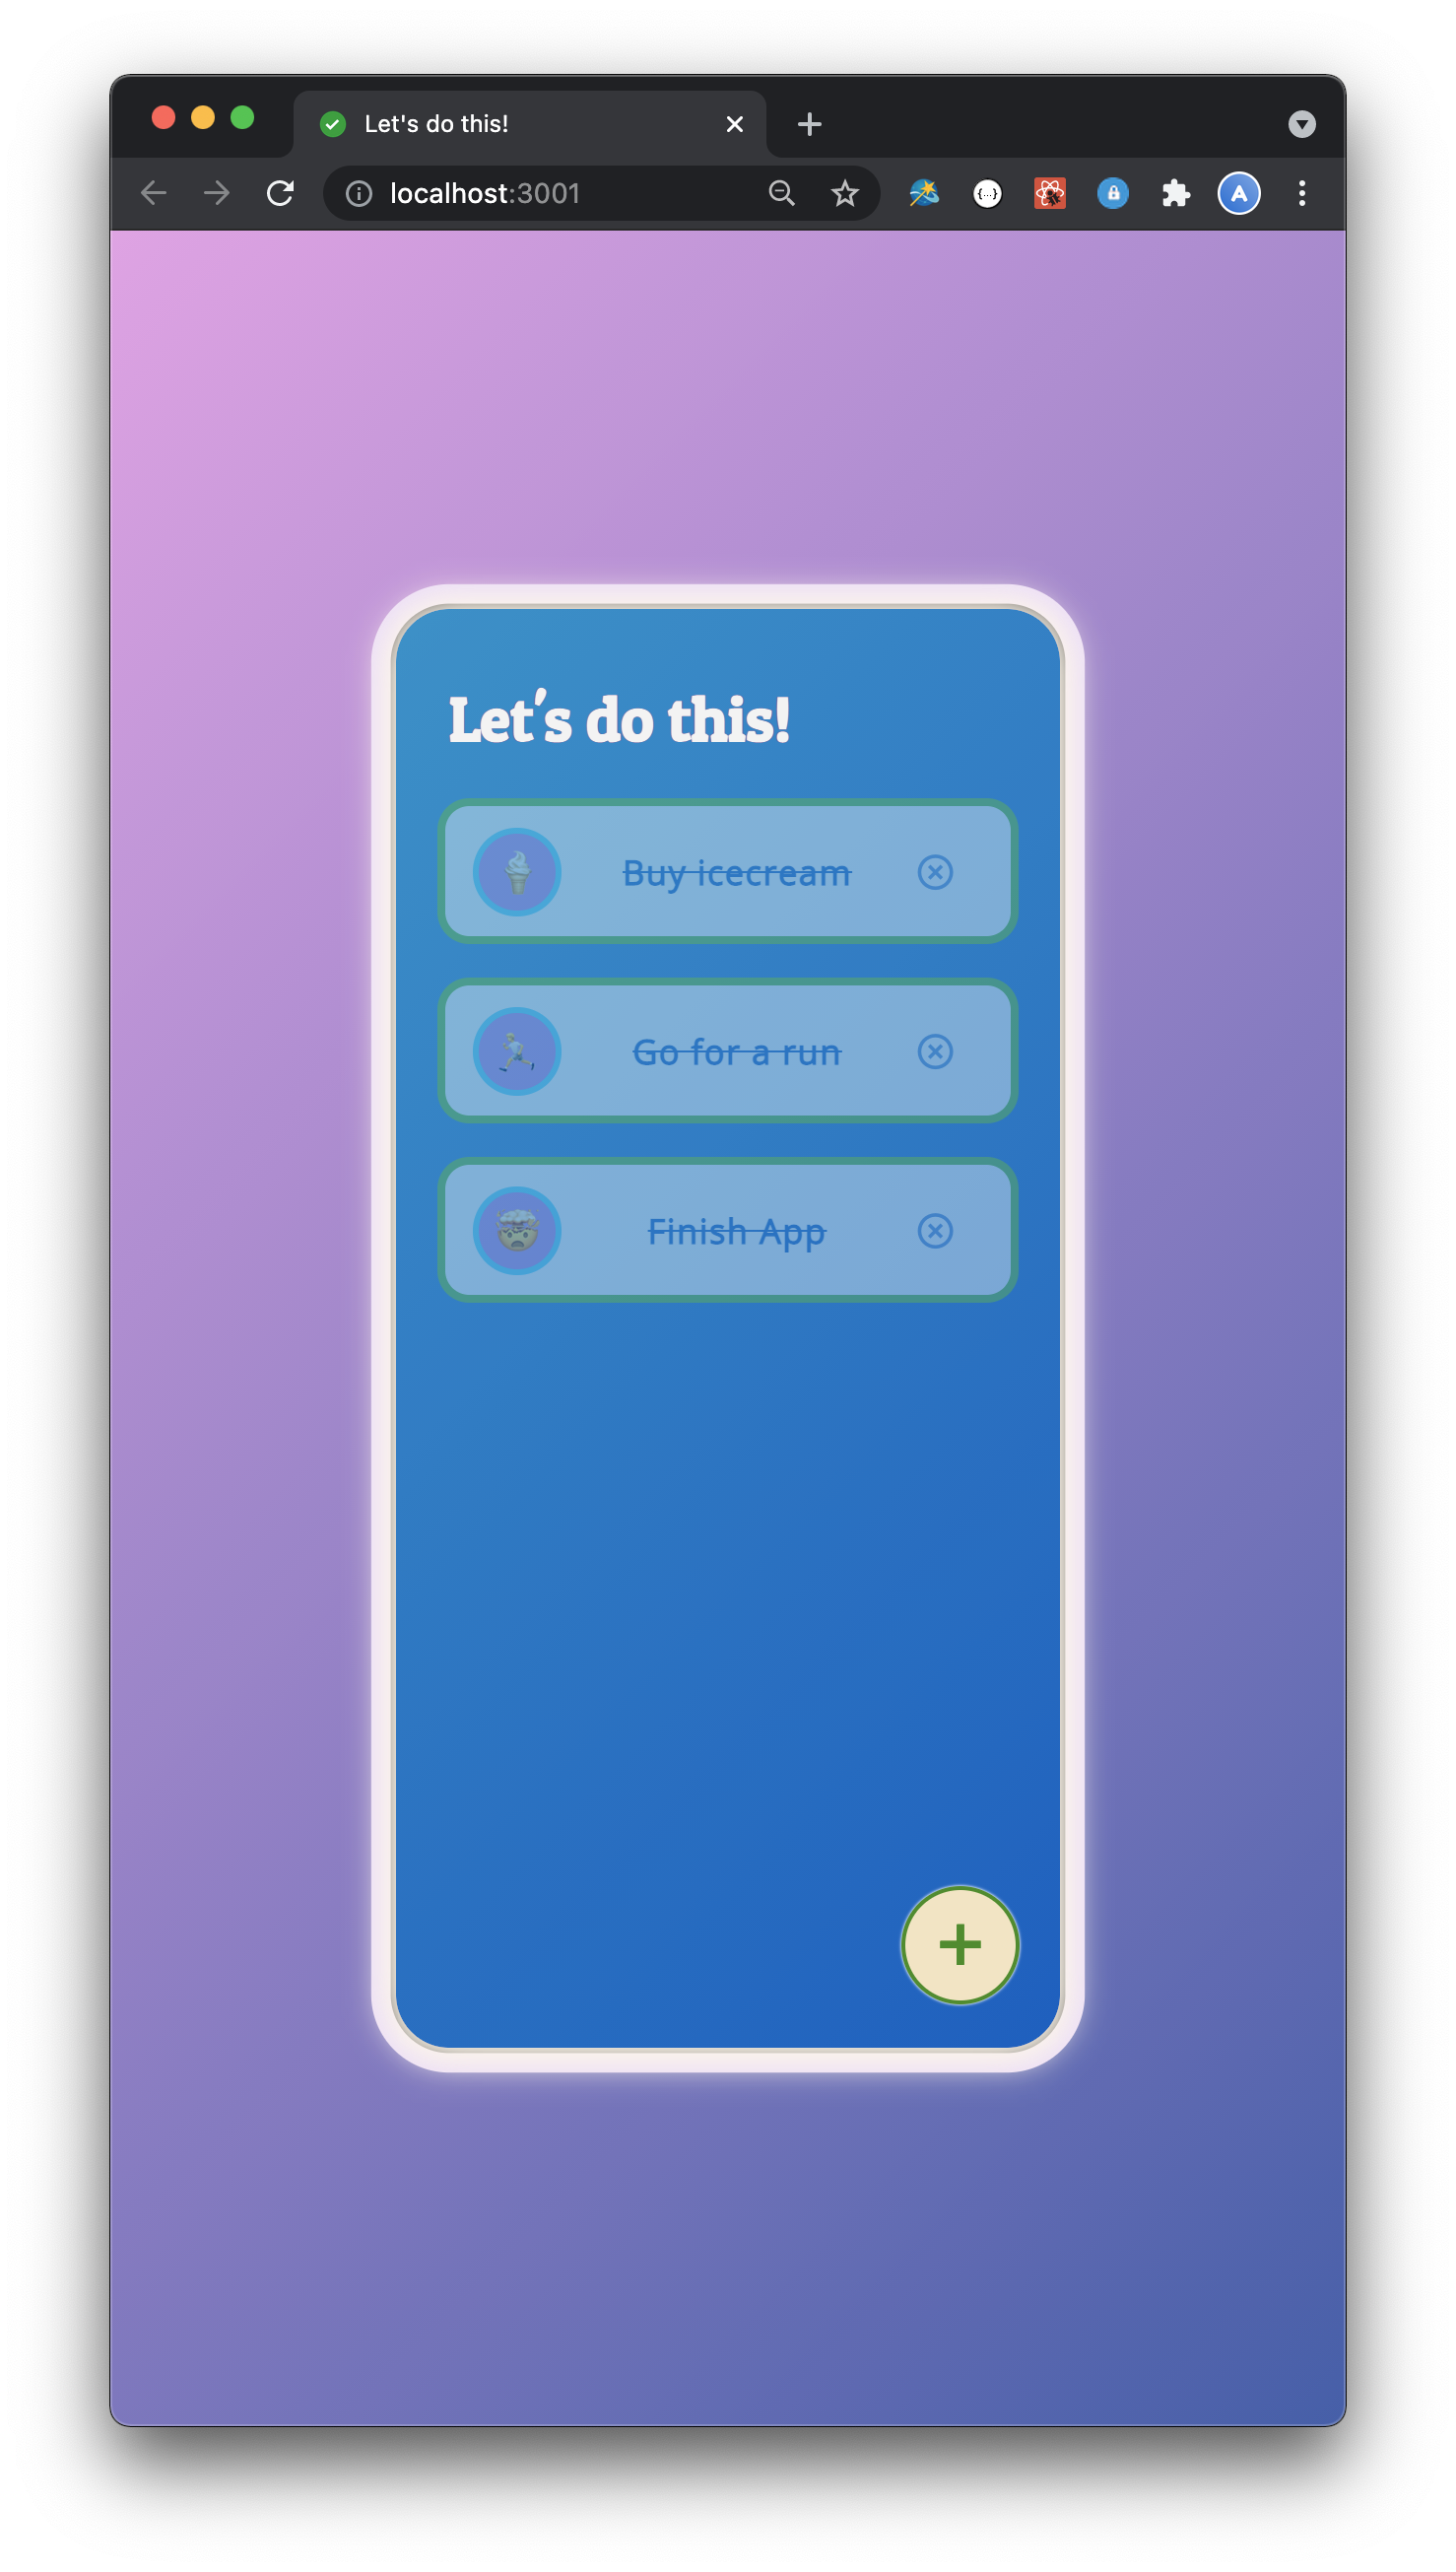 Let's do this!
localhost:3001
A
Let's do this!
Buy icecream
Go for a run
Finish App